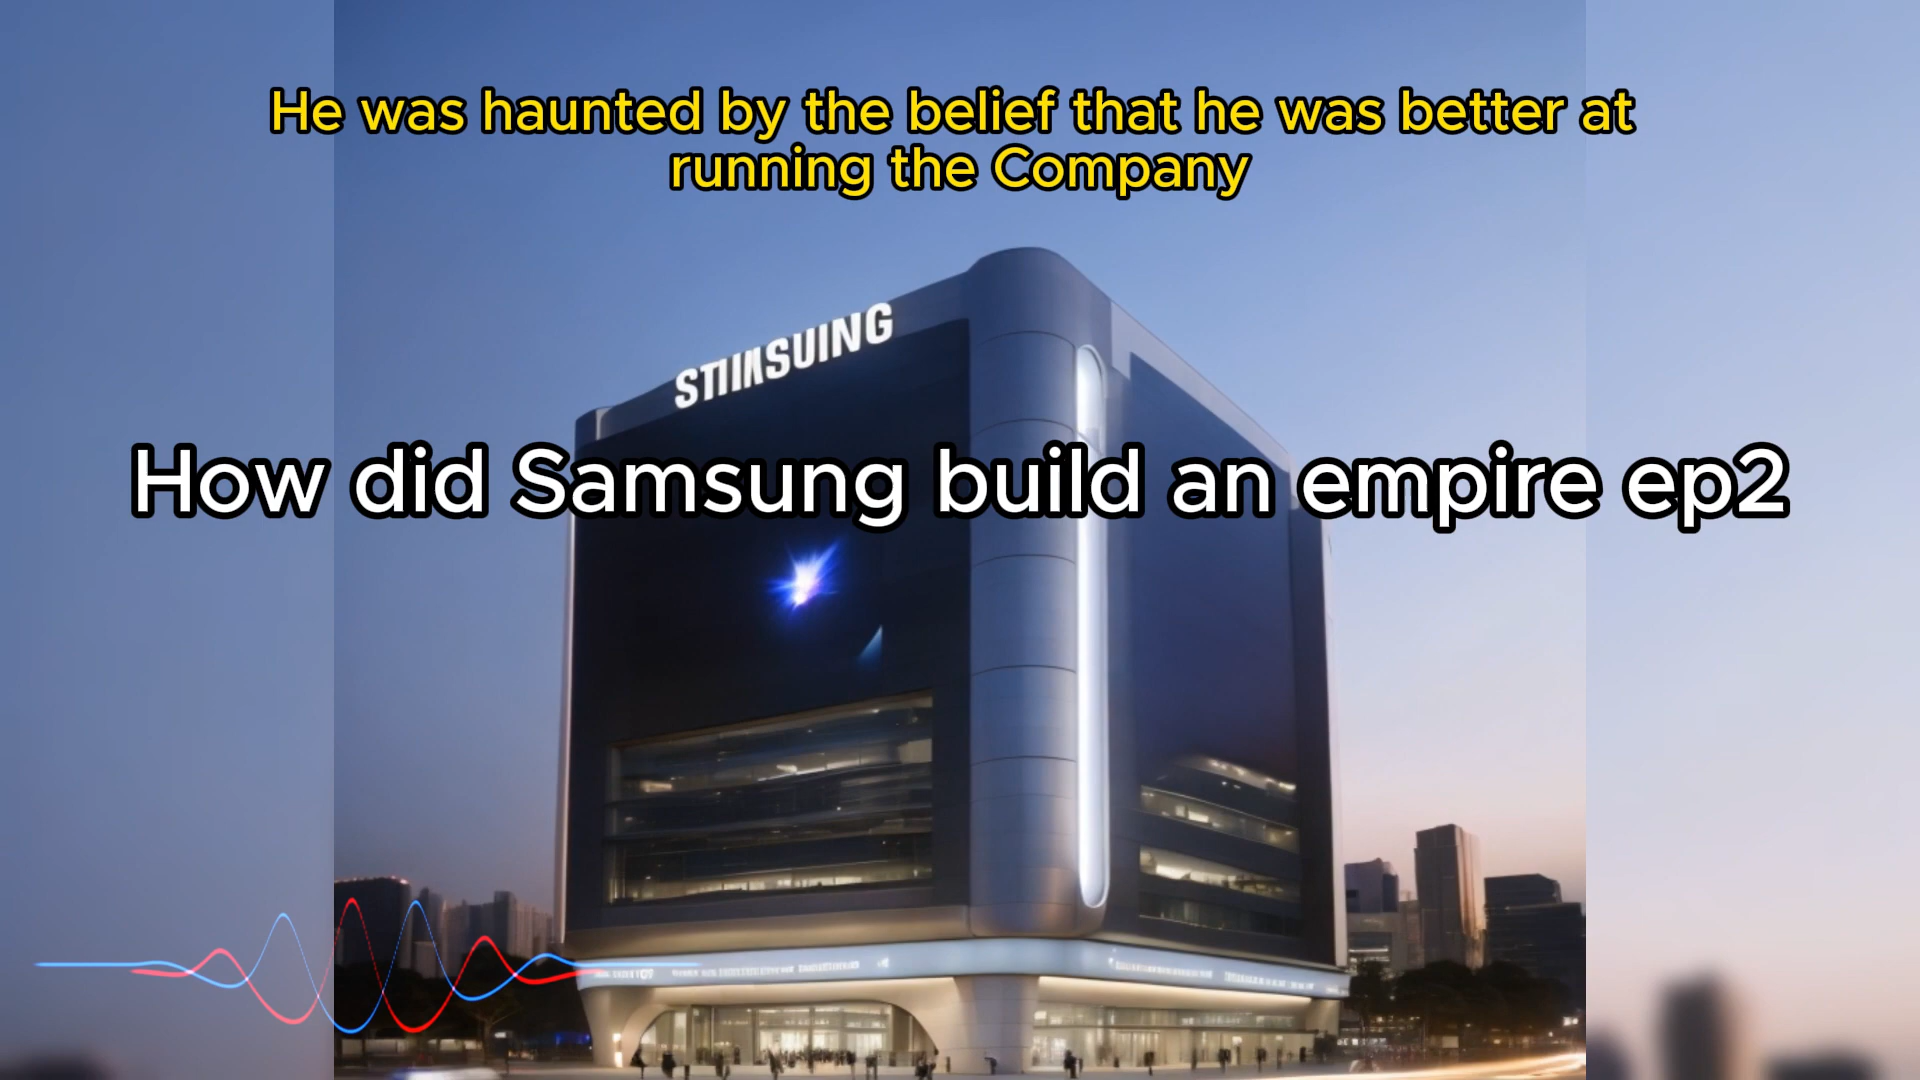 He was haunted by the belief that he was better at
running the Company
STIMSUING
How did Samsung build an empire ep2